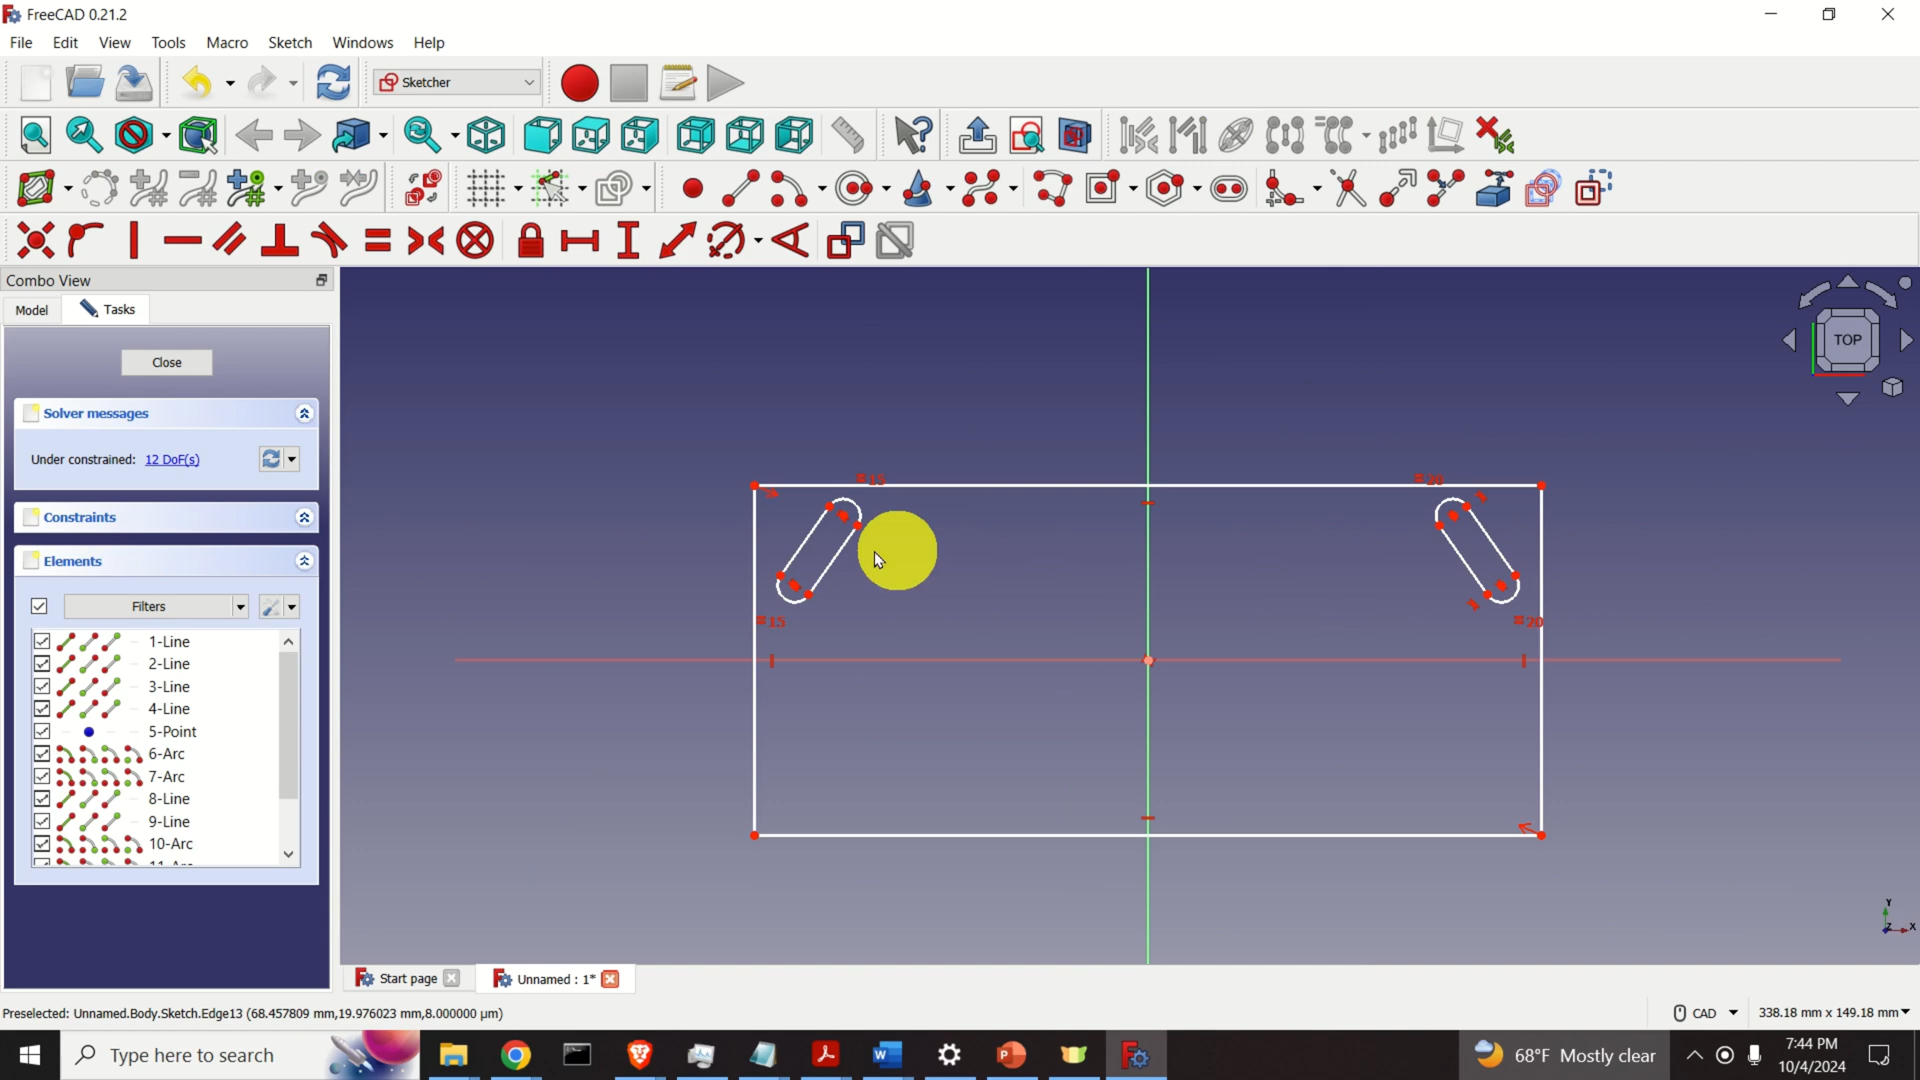 FreeCAD 0.21.2
File Edit View Tools Macro Sketch Windows Help
Sketcher
Combo View
Model Tasks
Close
Solver messages
Under constrained: 12 DoF(s)
Constraints
Elements
Filters
1-Line
2-Line
3-Line
4-Line
5-Point
6-Arc
7-Arc
8-Line
9-Line
10-Arc
TOP
15
20
15
20
Y
Z X
Start page
Unnamed : 1*
Preselected: Unnamed.Body.Sketch.Edge13 (68.457809 mm,19.976023 mm,8.000000 µm)
CAD
338.18 mm x 149.18 mm
Type here to search
68°F Mostly clear
7:44 PM
10/4/2024